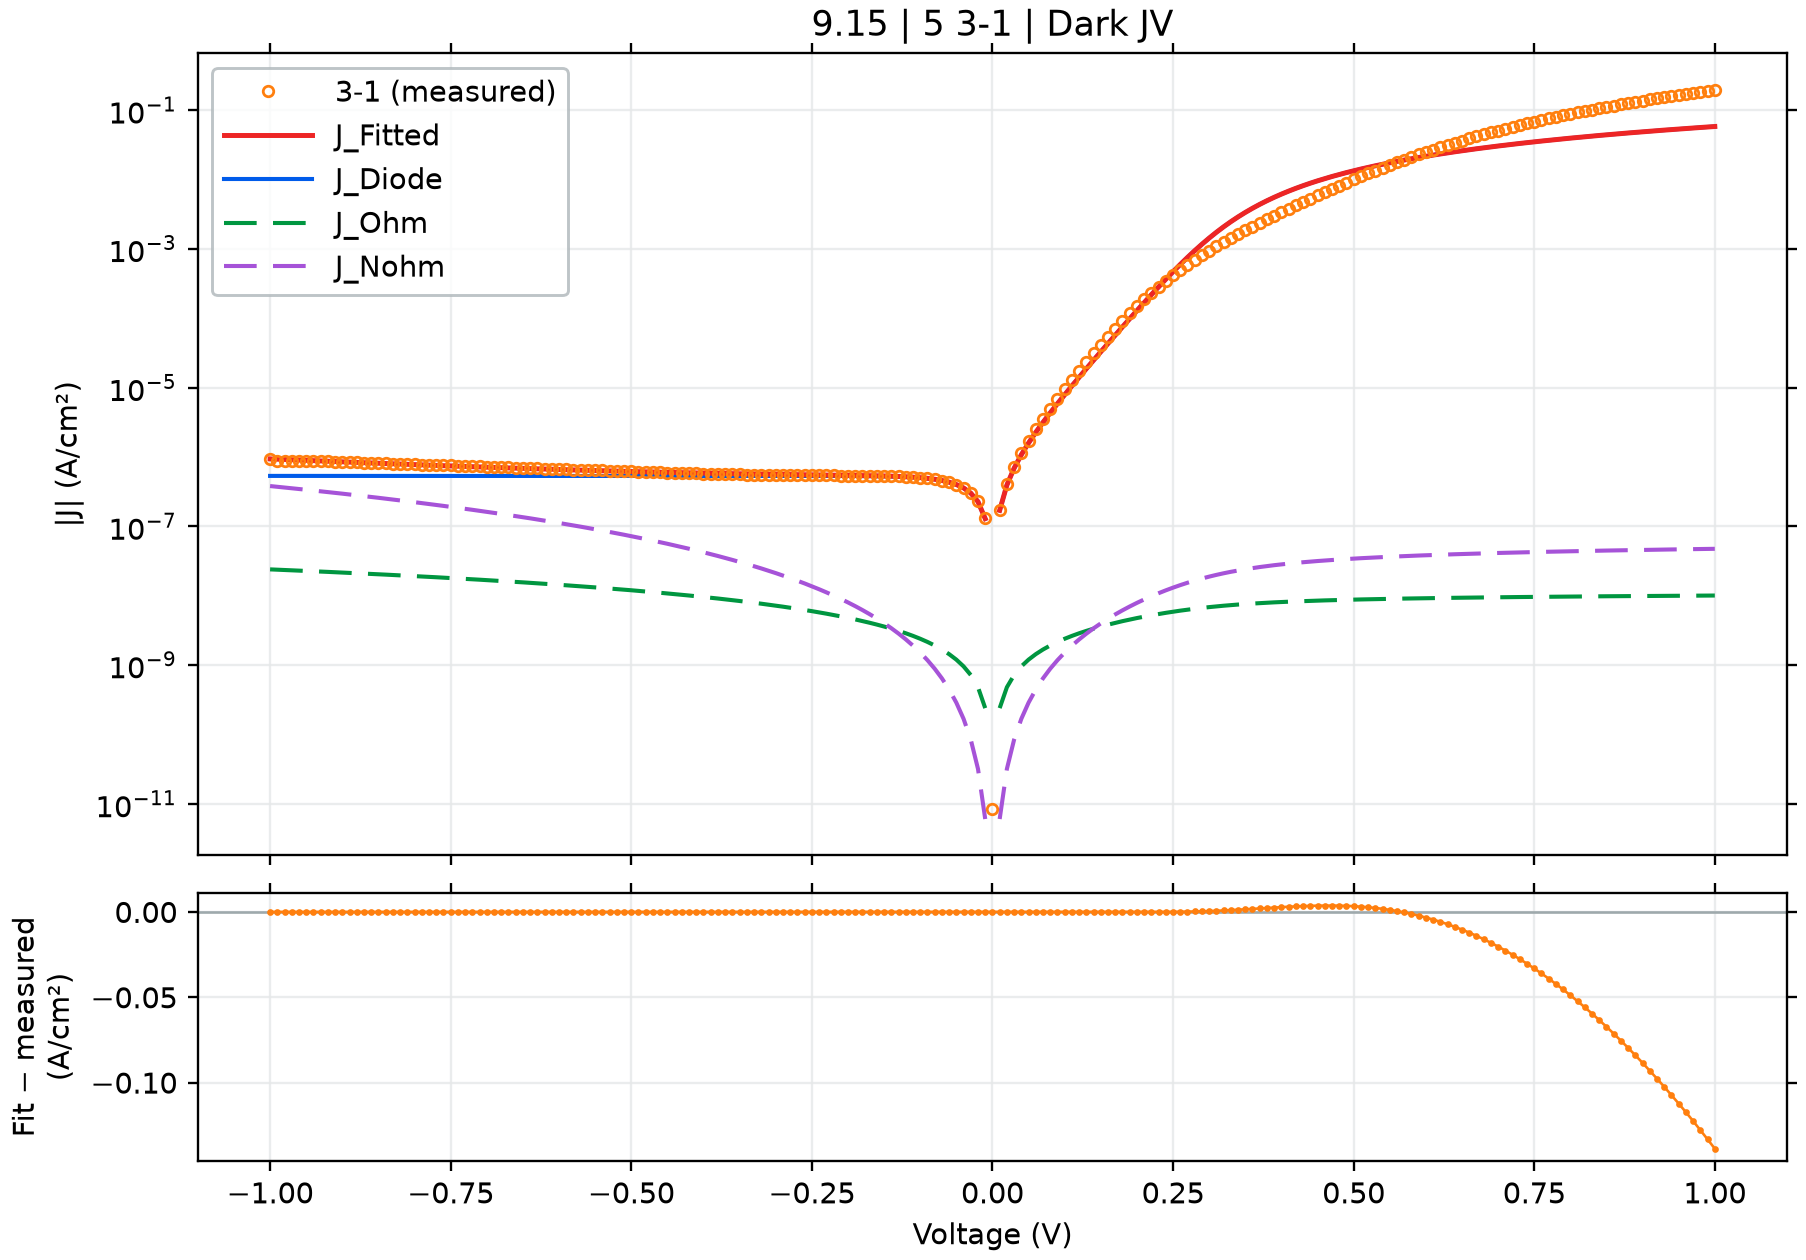 9.15 | 5 3-1 | Dark JV
3-1 (measured)
J_Fitted
J_Diode
J_Ohm
J_Nohm
|J| (A/cm²)
10⁻¹
10⁻³
10⁻⁵
10⁻⁷
10⁻⁹
10⁻¹¹
Fit − measured
(A/cm²)
0.00
−0.05
−0.10
−1.00 −0.75 −0.50 −0.25 0.00 0.25 0.50 0.75 1.00
Voltage (V)